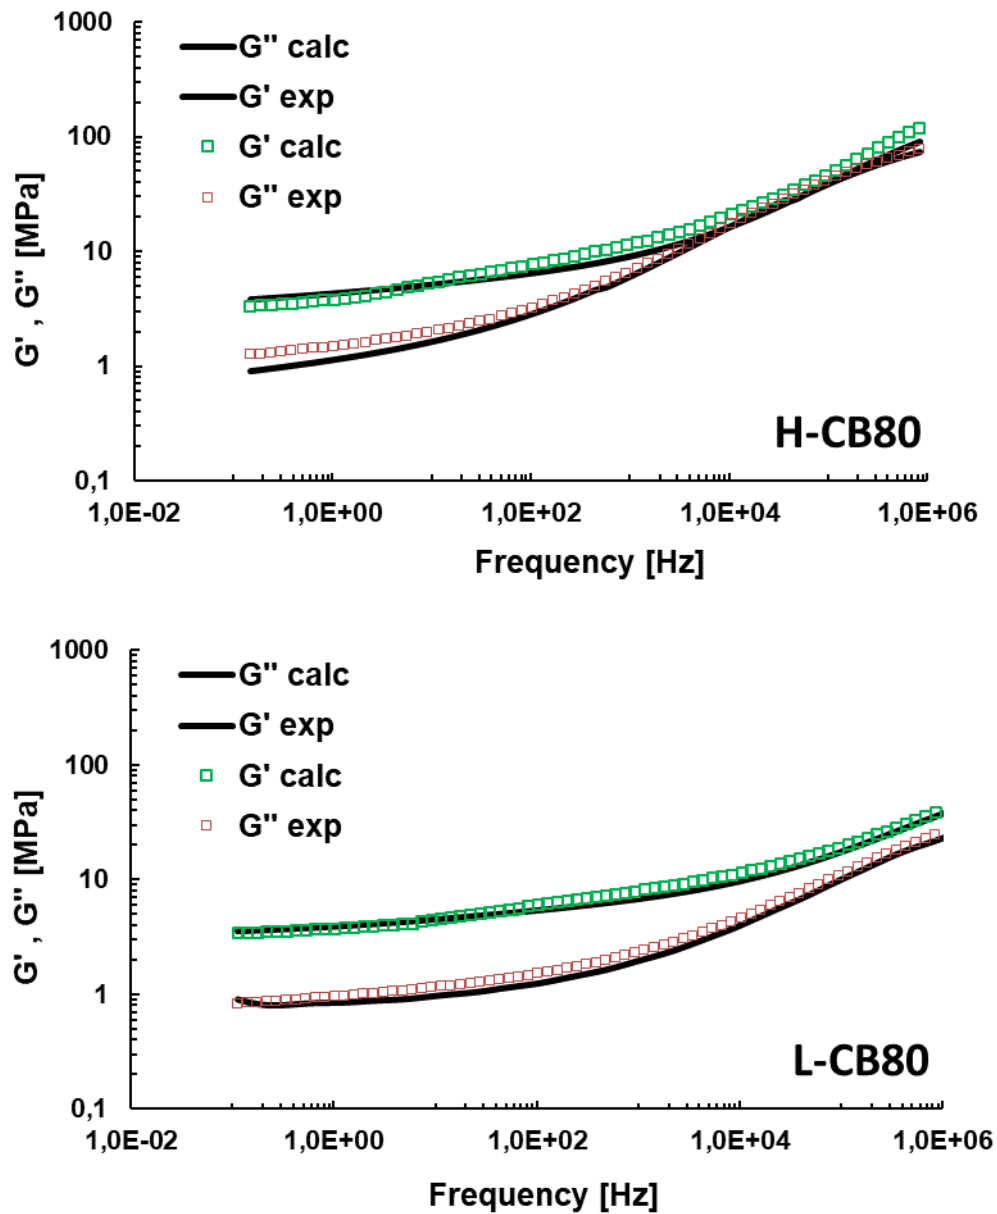 1000
100
10
1
0,1
G' , G'' [MPa]
G'' calc
G' exp
G' calc
G'' exp
H-CB80
1,0E-02 1,0E+00 1,0E+02 1,0E+04 1,0E+06
Frequency [Hz]
1000
100
10
1
0,1
G' , G'' [MPa]
G'' calc
G' exp
G' calc
G'' exp
L-CB80
1,0E-02 1,0E+00 1,0E+02 1,0E+04 1,0E+06
Frequency [Hz]